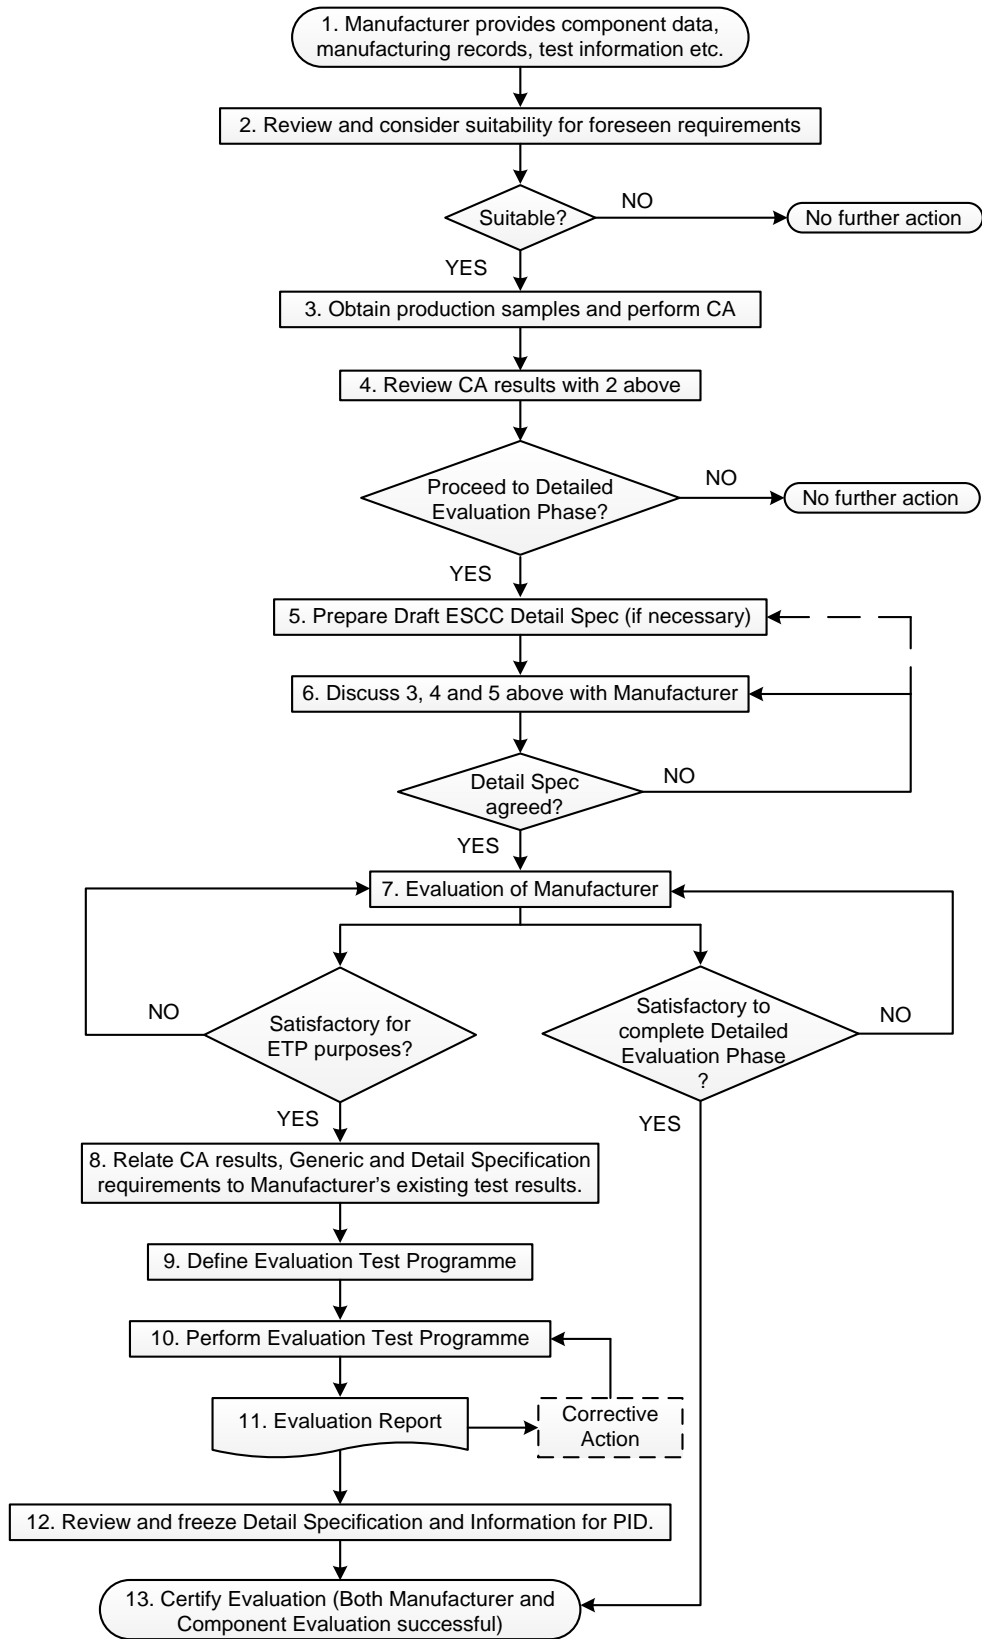 1. Manufacturer provides component data,
manufacturing records, test information etc.
2. Review and consider suitability for foreseen requirements
Suitable?
NO
No further action
YES
3. Obtain production samples and perform CA
4. Review CA results with 2 above
Proceed to Detailed
Evaluation Phase?
NO
No further action
YES
5. Prepare Draft ESCC Detail Spec (if necessary)
6. Discuss 3, 4 and 5 above with Manufacturer
Detail Spec
agreed?
NO
YES
7. Evaluation of Manufacturer
NO
Satisfactory for
ETP purposes?
Satisfactory to
complete Detailed
Evaluation Phase
?
NO
YES
YES
8. Relate CA results, Generic and Detail Specification
requirements to Manufacturer’s existing test results.
9. Define Evaluation Test Programme
10. Perform Evaluation Test Programme
11. Evaluation Report
Corrective
Action
12. Review and freeze Detail Specification and Information for PID.
13. Certify Evaluation (Both Manufacturer and
Component Evaluation successful)